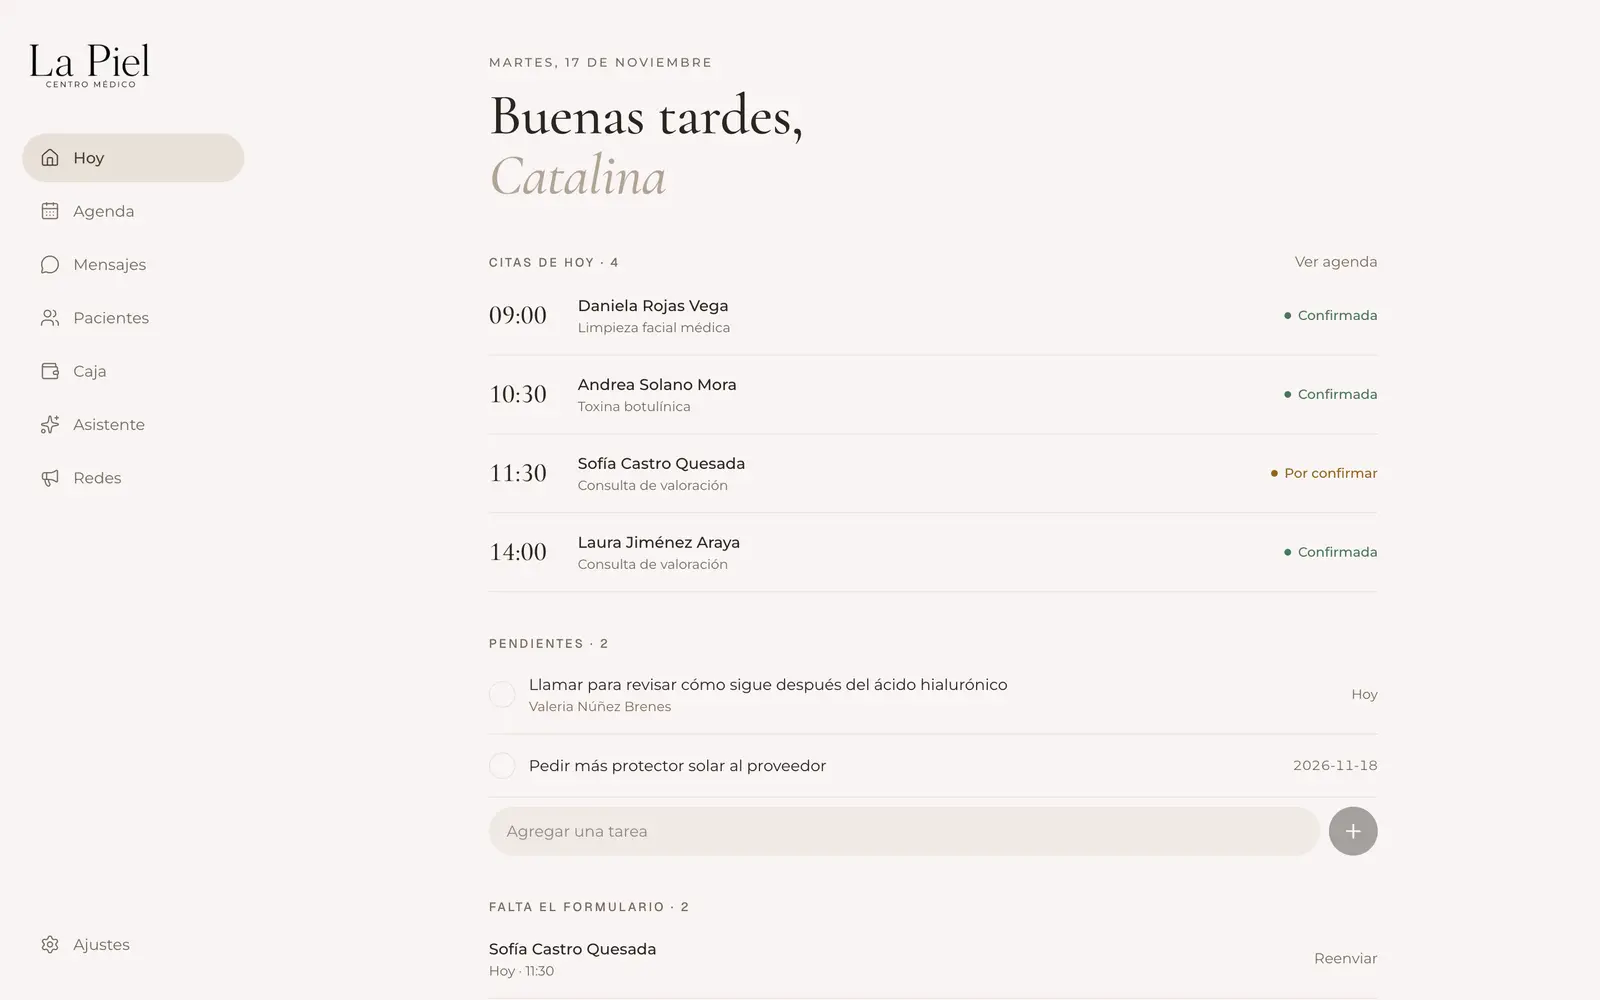 La Piel
CENTRO MÉDICO
Hoy
Agenda
Mensajes
Pacientes
Caja
Asistente
Redes
Ajustes
MARTES, 17 DE NOVIEMBRE
Buenas tardes,
Catalina
CITAS DE HOY · 4
Ver agenda
09:00
Daniela Rojas Vega
Limpieza facial médica
Confirmada
10:30
Andrea Solano Mora
Toxina botulínica
Confirmada
11:30
Sofía Castro Quesada
Consulta de valoración
Por confirmar
14:00
Laura Jiménez Araya
Consulta de valoración
Confirmada
PENDIENTES · 2
Llamar para revisar cómo sigue después del ácido hialurónico
Valeria Núñez Brenes
Hoy
Pedir más protector solar al proveedor
2026-11-18
Agregar una tarea
FALTA EL FORMULARIO · 2
Sofía Castro Quesada
Hoy · 11:30
Reenviar